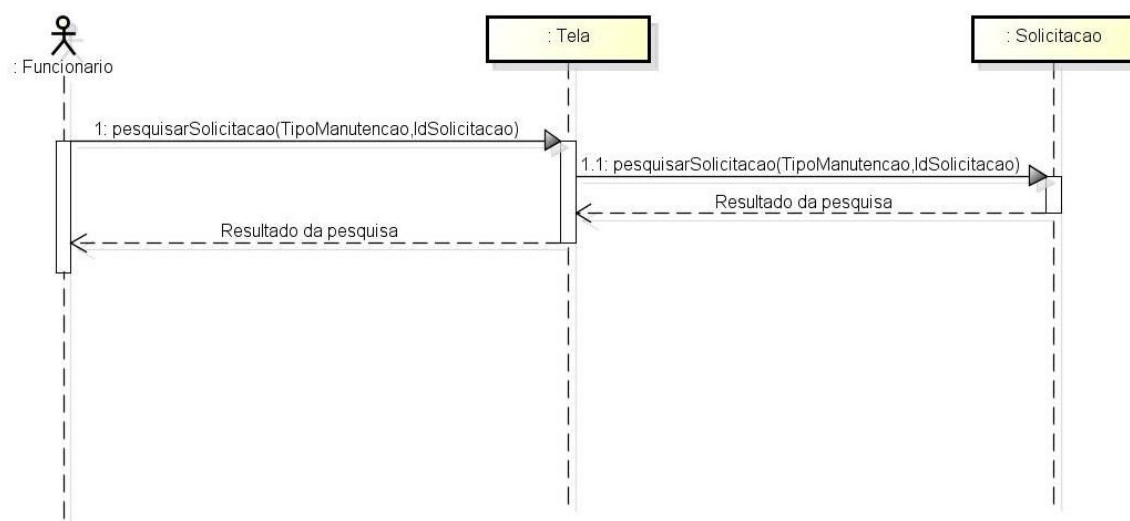 : Funcionario
: Tela
: Solicitacao
1: pesquisarSolicitacao(TipoManutencao,IdSolicitacao)
1.1: pesquisarSolicitacao(TipoManutencao,IdSolicitacao)
Resultado da pesquisa
Resultado da pesquisa